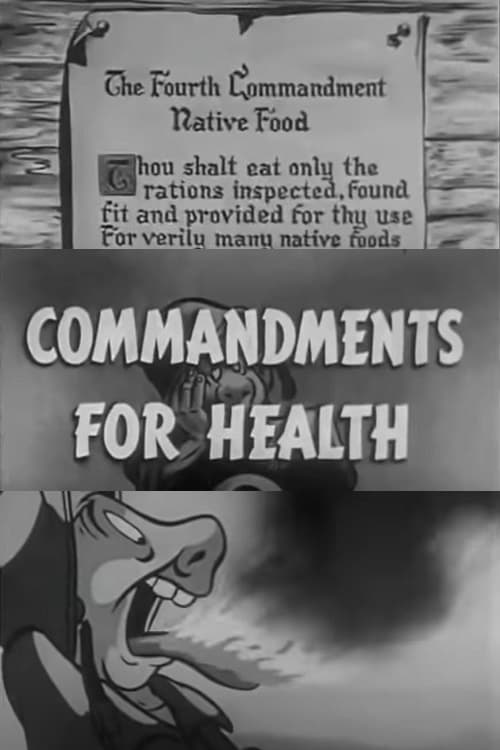 The Fourth Commandment
Native Food
Thou shalt eat only the
rations inspected, found
fit and provided for thy use
For verily many native foods
COMMANDMENTS
FOR HEALTH